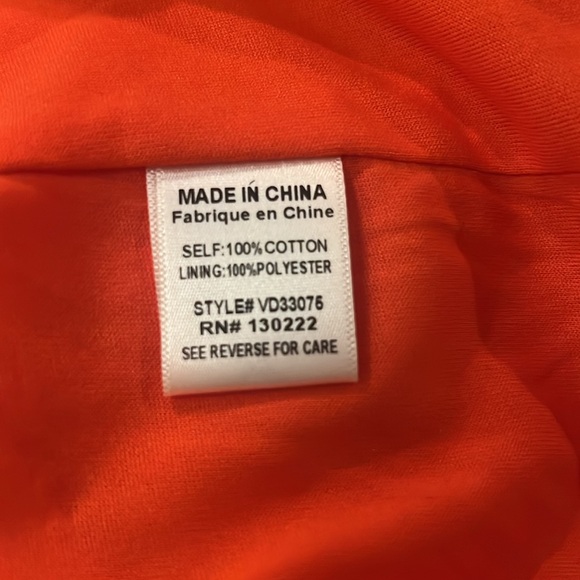 MADE IN CHINA
Fabrique en Chine
SELF:100%COTTON
LINING:100%POLYESTER
STYLE# VD33075
RN# 130222
SEE REVERSE FOR CARE